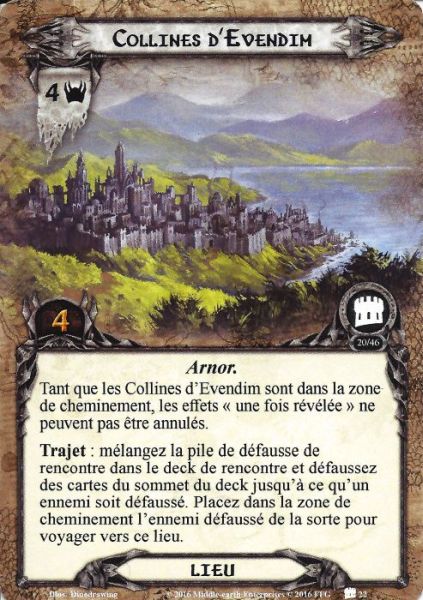 COLLINES D'EVENDIM
4
4
20/46
Arnor.
Tant que les Collines d'Evendim sont dans la zone
de cheminement, les effets « une fois révélée » ne
peuvent pas être annulés.
Trajet : mélangez la pile de défausse de
rencontre dans le deck de rencontre et défaussez
des cartes du sommet du deck jusqu'à ce qu'un
ennemi soit défaussé. Placez dans la zone de
cheminement l'ennemi défaussé de la sorte pour
voyager vers ce lieu.
LIEU
Illus. Dinodrawing
© 2016 Middle-earth Enterprises © 2016 FFG
22